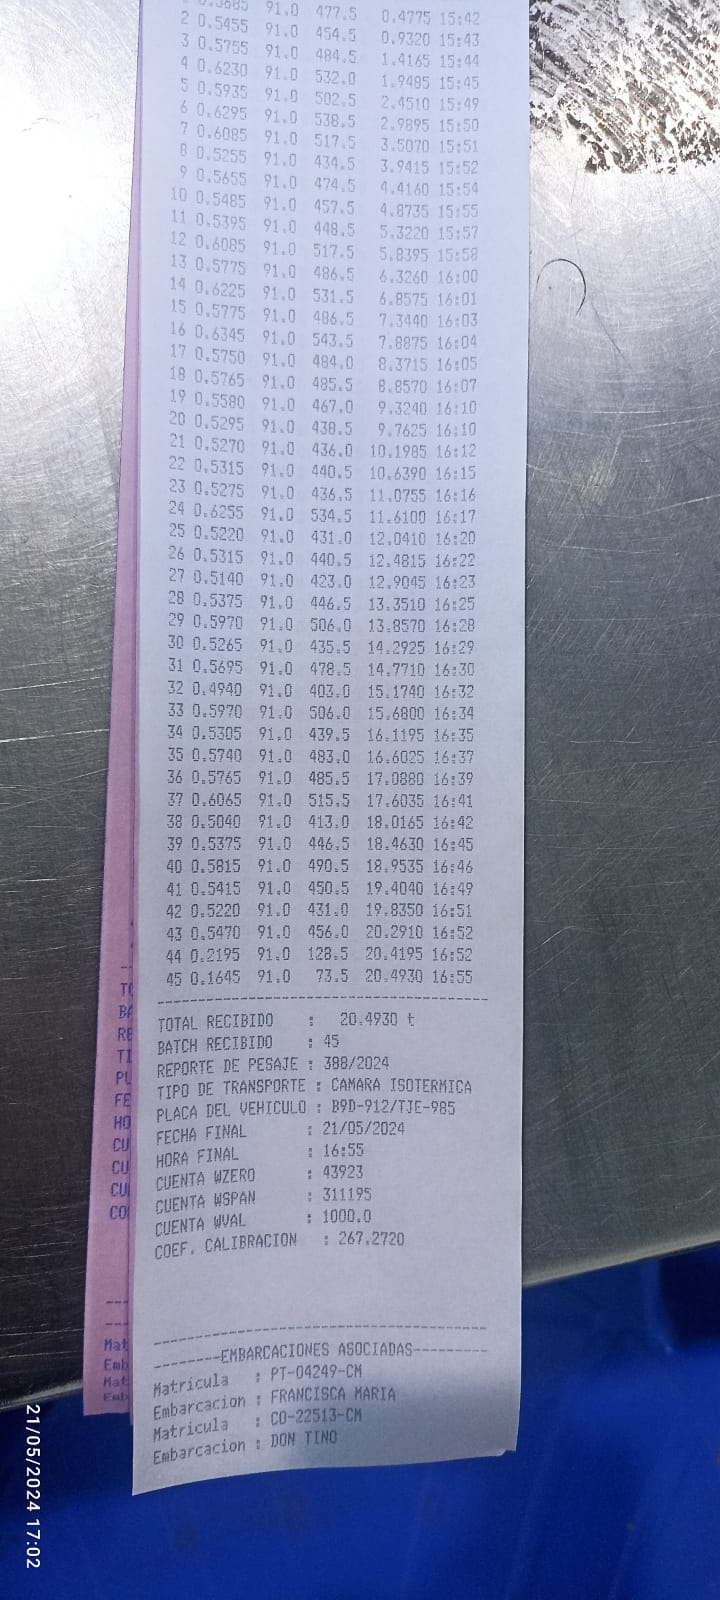 91.0 477.5 0.4775 15:42
2 0.5455 91.0 454.5 0.9320 15:43
3 0.5755 91.0 484.5 1.4165 15:44
4 0.6230 91.0 532.0 1.9485 15:45
5 0.5935 91.0 502.5 2.4510 15:49
6 0.6295 91.0 538.5 2.9895 15:50
7 0.6085 91.0 517.5 3.5070 15:51
8 0.5255 91.0 434.5 3.9415 15:52
9 0.5655 91.0 474.5 4.4160 15:54
10 0.5485 91.0 457.5 4.8735 15:55
11 0.5395 91.0 448.5 5.3220 15:57
12 0.6085 91.0 517.5 5.8395 15:58
13 0.5775 91.0 486.5 6.3260 16:00
14 0.6225 91.0 531.5 6.8575 16:01
15 0.5775 91.0 486.5 7.3440 16:03
16 0.6345 91.0 543.5 7.8875 16:04
17 0.5750 91.0 484.0 8.3715 16:05
18 0.5765 91.0 485.5 8.8570 16:07
19 0.5580 91.0 467.0 9.3240 16:10
20 0.5295 91.0 438.5 9.7625 16:10
21 0.5270 91.0 436.0 10.1985 16:12
22 0.5315 91.0 440.5 10.6390 16:15
23 0.5275 91.0 436.5 11.0755 16:16
24 0.6255 91.0 534.5 11.6100 16:17
25 0.5220 91.0 431.0 12.0410 16:20
26 0.5315 91.0 440.5 12.4815 16:22
27 0.5140 91.0 423.0 12.9045 16:23
28 0.5375 91.0 446.5 13.3510 16:25
29 0.5970 91.0 506.0 13.8570 16:28
30 0.5265 91.0 435.5 14.2925 16:29
31 0.5695 91.0 478.5 14.7710 16:30
32 0.4940 91.0 403.0 15.1740 16:32
33 0.5970 91.0 506.0 15.6800 16:34
34 0.5305 91.0 439.5 16.1195 16:35
35 0.5740 91.0 483.0 16.6025 16:37
36 0.5765 91.0 485.5 17.0880 16:39
37 0.6065 91.0 515.5 17.6035 16:41
38 0.5040 91.0 413.0 18.0165 16:42
39 0.5375 91.0 446.5 18.4630 16:45
40 0.5815 91.0 490.5 18.9535 16:46
41 0.5415 91.0 450.5 19.4040 16:49
42 0.5220 91.0 431.0 19.8350 16:51
43 0.5470 91.0 456.0 20.2910 16:52
44 0.2195 91.0 128.5 20.4195 16:52
45 0.1645 91.0 73.5 20.4930 16:55
TOTAL RECIBIDO : 20.4930 t
BATCH RECIBIDO : 45
REPORTE DE PESAJE : 388/2024
TIPO DE TRANSPORTE : CAMARA ISOTERMICA
PLACA DEL VEHICULO : B9D-912/TJE-985
FECHA FINAL : 21/05/2024
HORA FINAL : 16:55
CUENTA WZERO : 43923
CUENTA WSPAN : 311195
CUENTA WVAL : 1000.0
COEF. CALIBRACION : 267.2720
--------EMBARCACIONES ASOCIADAS---------
Matricula : PT-04249-CM
Embarcacion : FRANCISCA MARIA
Matricula : CO-22513-CM
Embarcacion : DON TINO
TO
BA
RE
TI
PL
FE
HO
CU
CU
CU
CO
Mat
Emb
Mat
Emb
21/05/2024 17:02